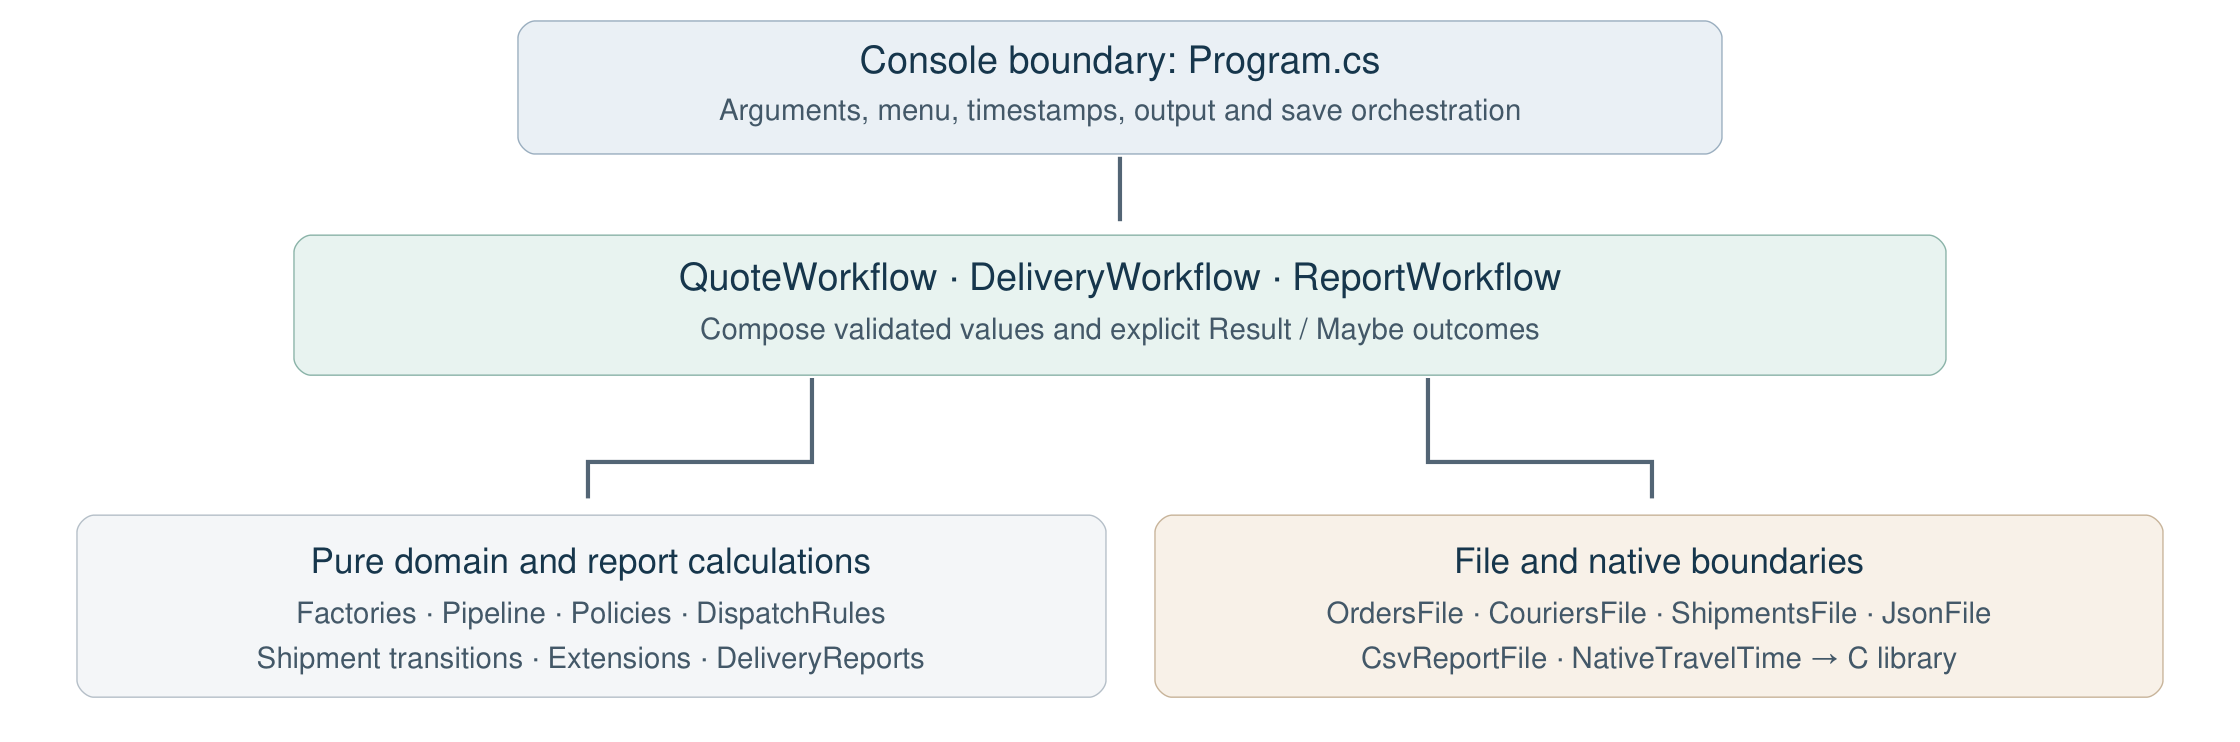 Console boundary: Program.cs
Arguments, menu, timestamps, output and save orchestration
QuoteWorkflow · DeliveryWorkflow · ReportWorkflow
Compose validated values and explicit Result / Maybe outcomes
Pure domain and report calculations
Factories · Pipeline · Policies · DispatchRules
Shipment transitions · Extensions · DeliveryReports
File and native boundaries
OrdersFile · CouriersFile · ShipmentsFile · JsonFile
CsvReportFile · NativeTravelTime → C library